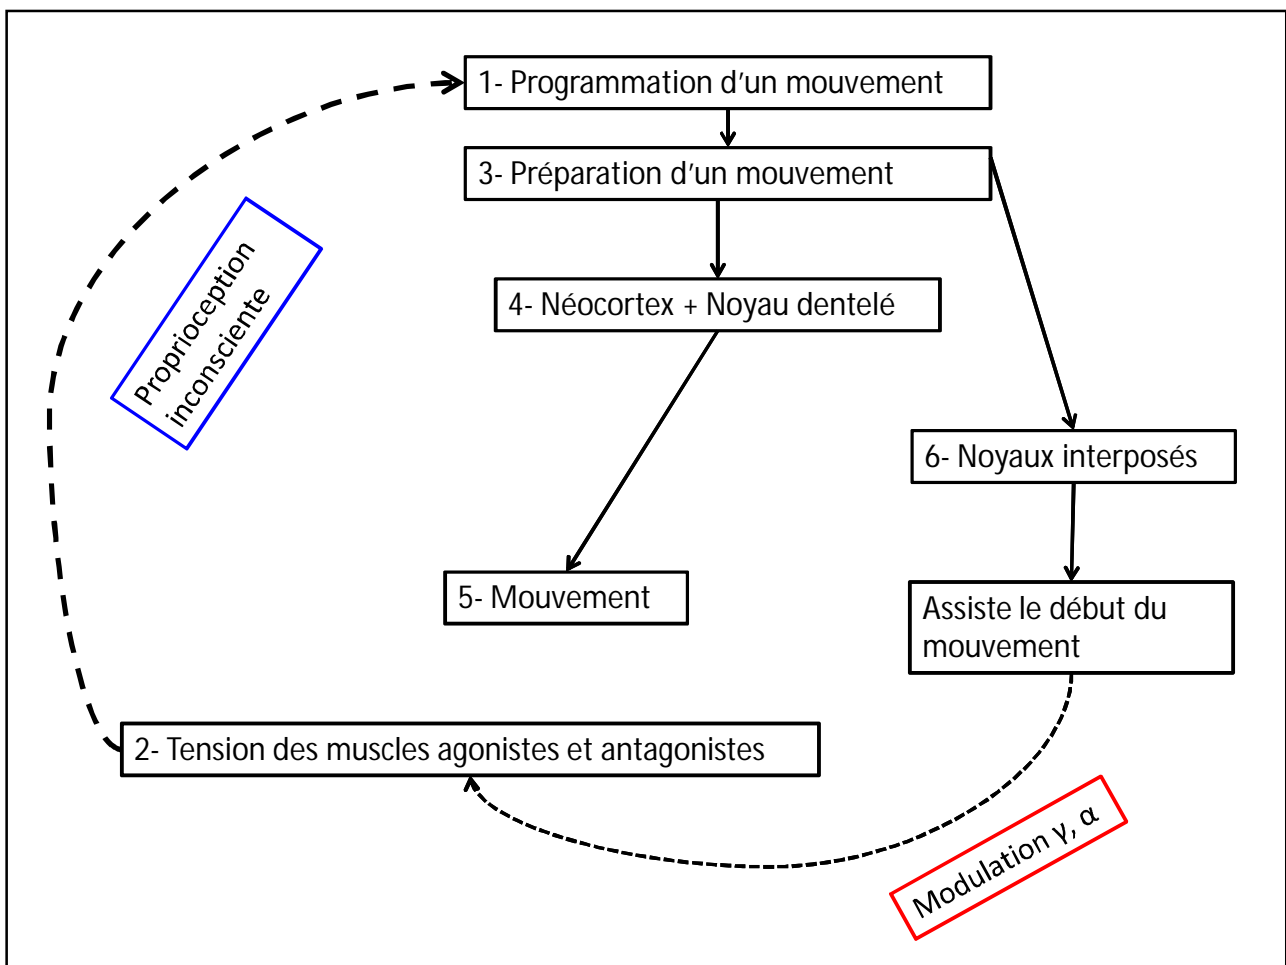 1- Programmation d'un mouvement
3- Préparation d'un mouvement
Proprioception
inconsciente
4- Néocortex + Noyau dentelé
6- Noyaux interposés
5- Mouvement
Assiste le début du
mouvement
2- Tension des muscles agonistes et antagonistes
Modulation γ, α